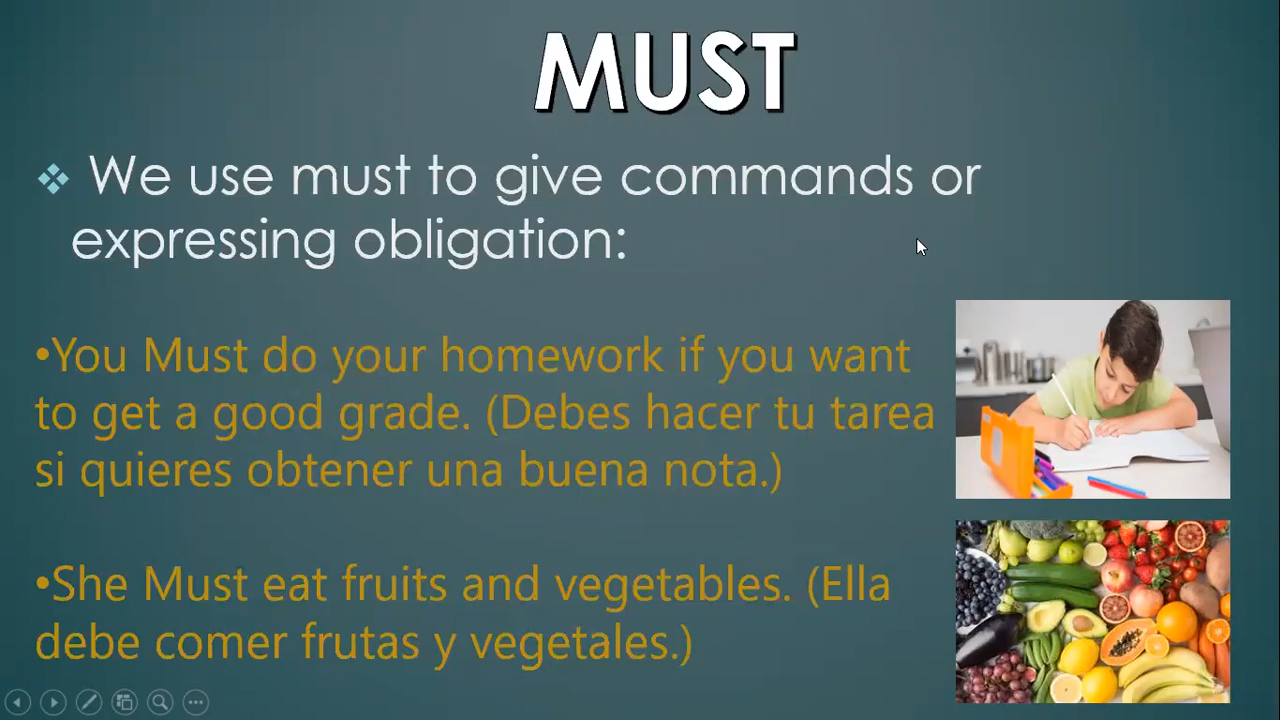 MUST
❖ We use must to give commands or
expressing obligation:
•You Must do your homework if you want
to get a good grade. (Debes hacer tu tarea
si quieres obtener una buena nota.)
•She Must eat fruits and vegetables. (Ella
debe comer frutas y vegetales.)